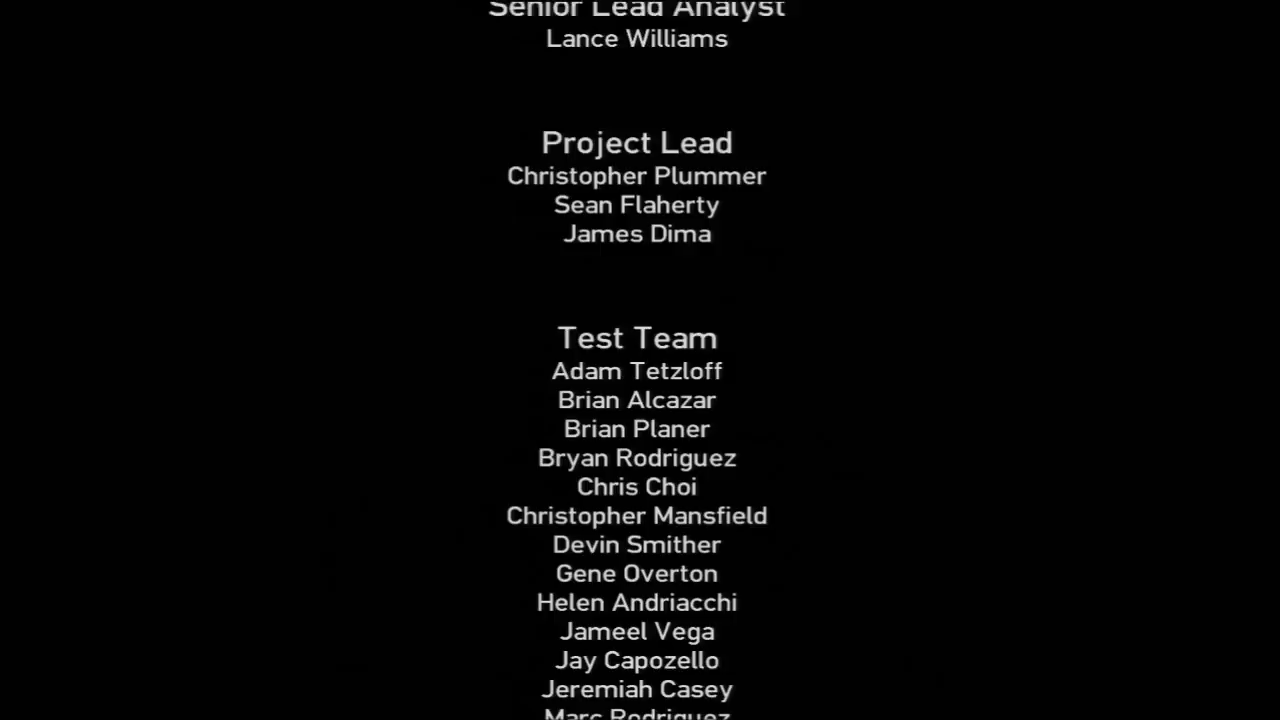 Senior Lead Analyst
Lance Williams
Project Lead
Christopher Plummer
Sean Flaherty
James Dima
Test Team
Adam Tetzloff
Brian Alcazar
Brian Planer
Bryan Rodriguez
Chris Choi
Christopher Mansfield
Devin Smither
Gene Overton
Helen Andriacchi
Jameel Vega
Jay Capozello
Jeremiah Casey
Marc Rodriguez